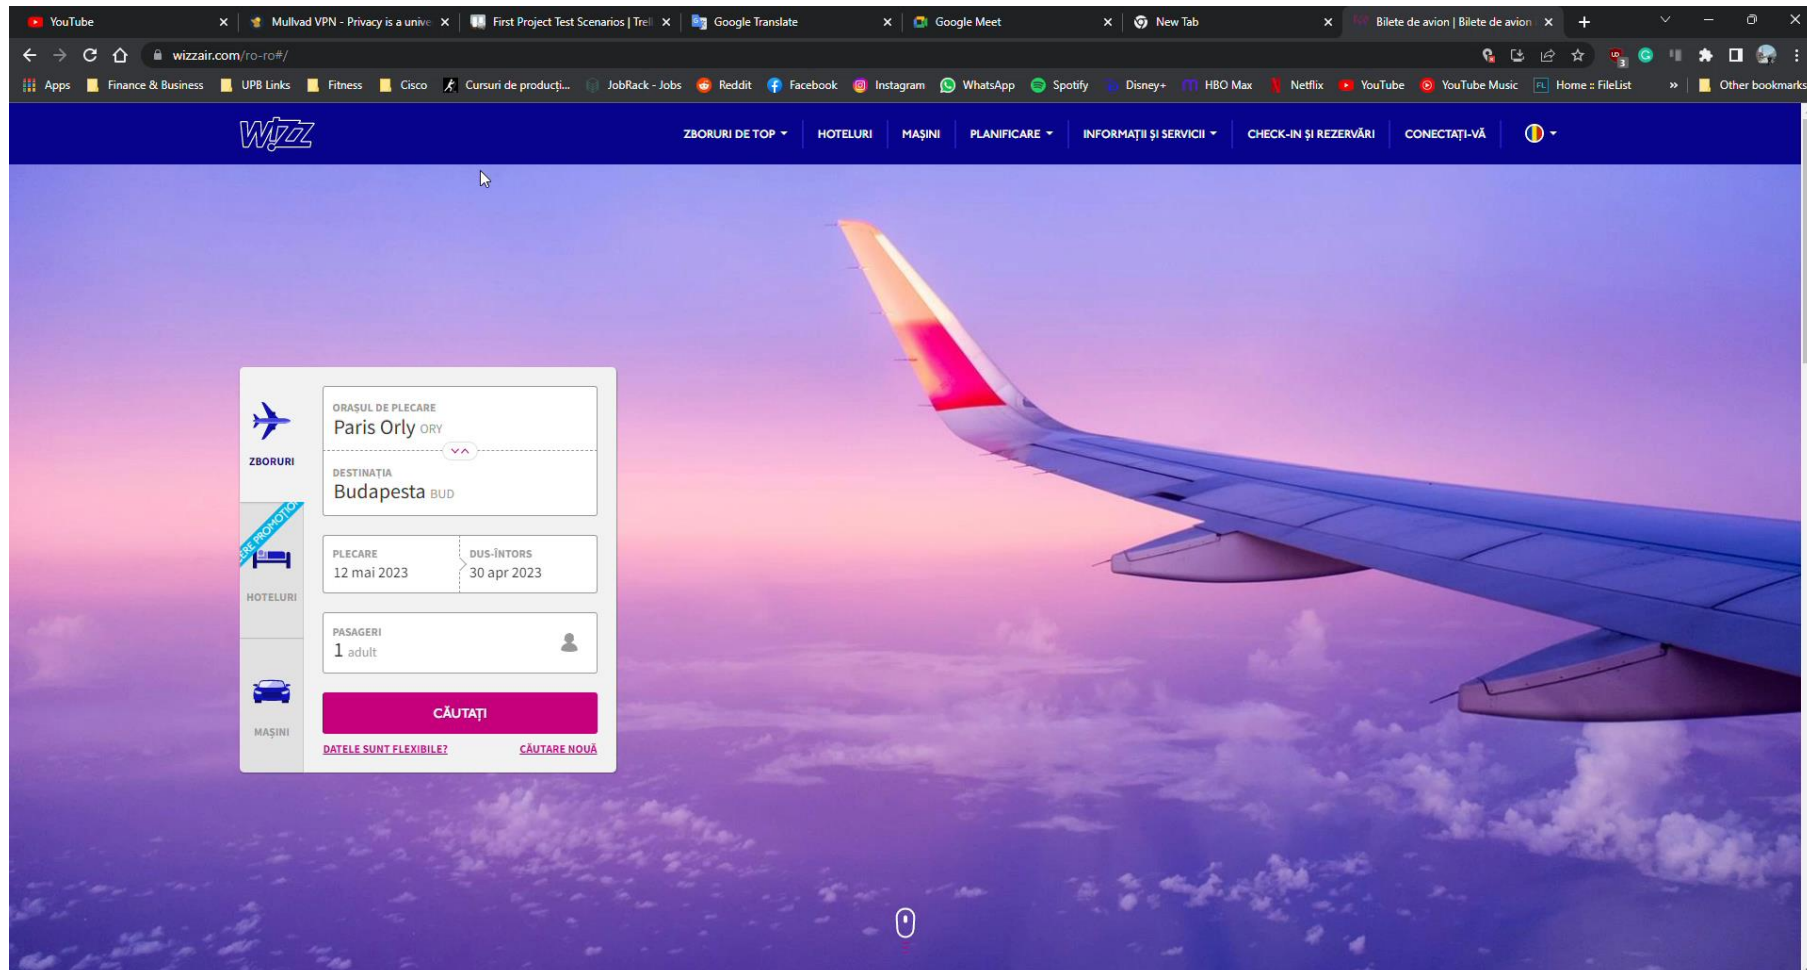 YouTube
Mullvad VPN - Privacy is a unive
First Project Test Scenarios | Trel
Google Translate
Google Meet
New Tab
Bilete de avion | Bilete de avion
wizzair.com/ro-ro#/
Apps
Finance & Business
UPB Links
Fitness
Cisco
Cursuri de producți...
JobRack - Jobs
Reddit
Facebook
Instagram
WhatsApp
Spotify
Disney+
HBO Max
Netflix
YouTube
YouTube Music
FL
Home :: FileList
»
Other bookmarks
WIZZ
ZBORURI DE TOP
HOTELURI
MAȘINI
PLANIFICARE
INFORMAȚII ȘI SERVICII
CHECK-IN ȘI REZERVĂRI
CONECTAȚI-VĂ
ORAȘUL DE PLECARE
Paris Orly ORY
ZBORURI
DESTINAȚIA
Budapesta BUD
PLECARE
12 mai 2023
DUS-ÎNTORS
30 apr 2023
HOTELURI
PASAGERI
1 adult
CĂUTAȚI
MAȘINI
DATELE SUNT FLEXIBILE?
CĂUTARE NOUĂ